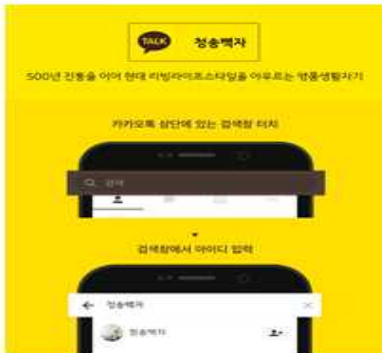 TALK 청송백자
500년 전통을 이어 현대 리빙라이프스타일을 아우르는 명품생활자기
카카오톡 상단에 있는 검색창 터치
검색
검색창에서 아이디 입력
청송백자
청송백자